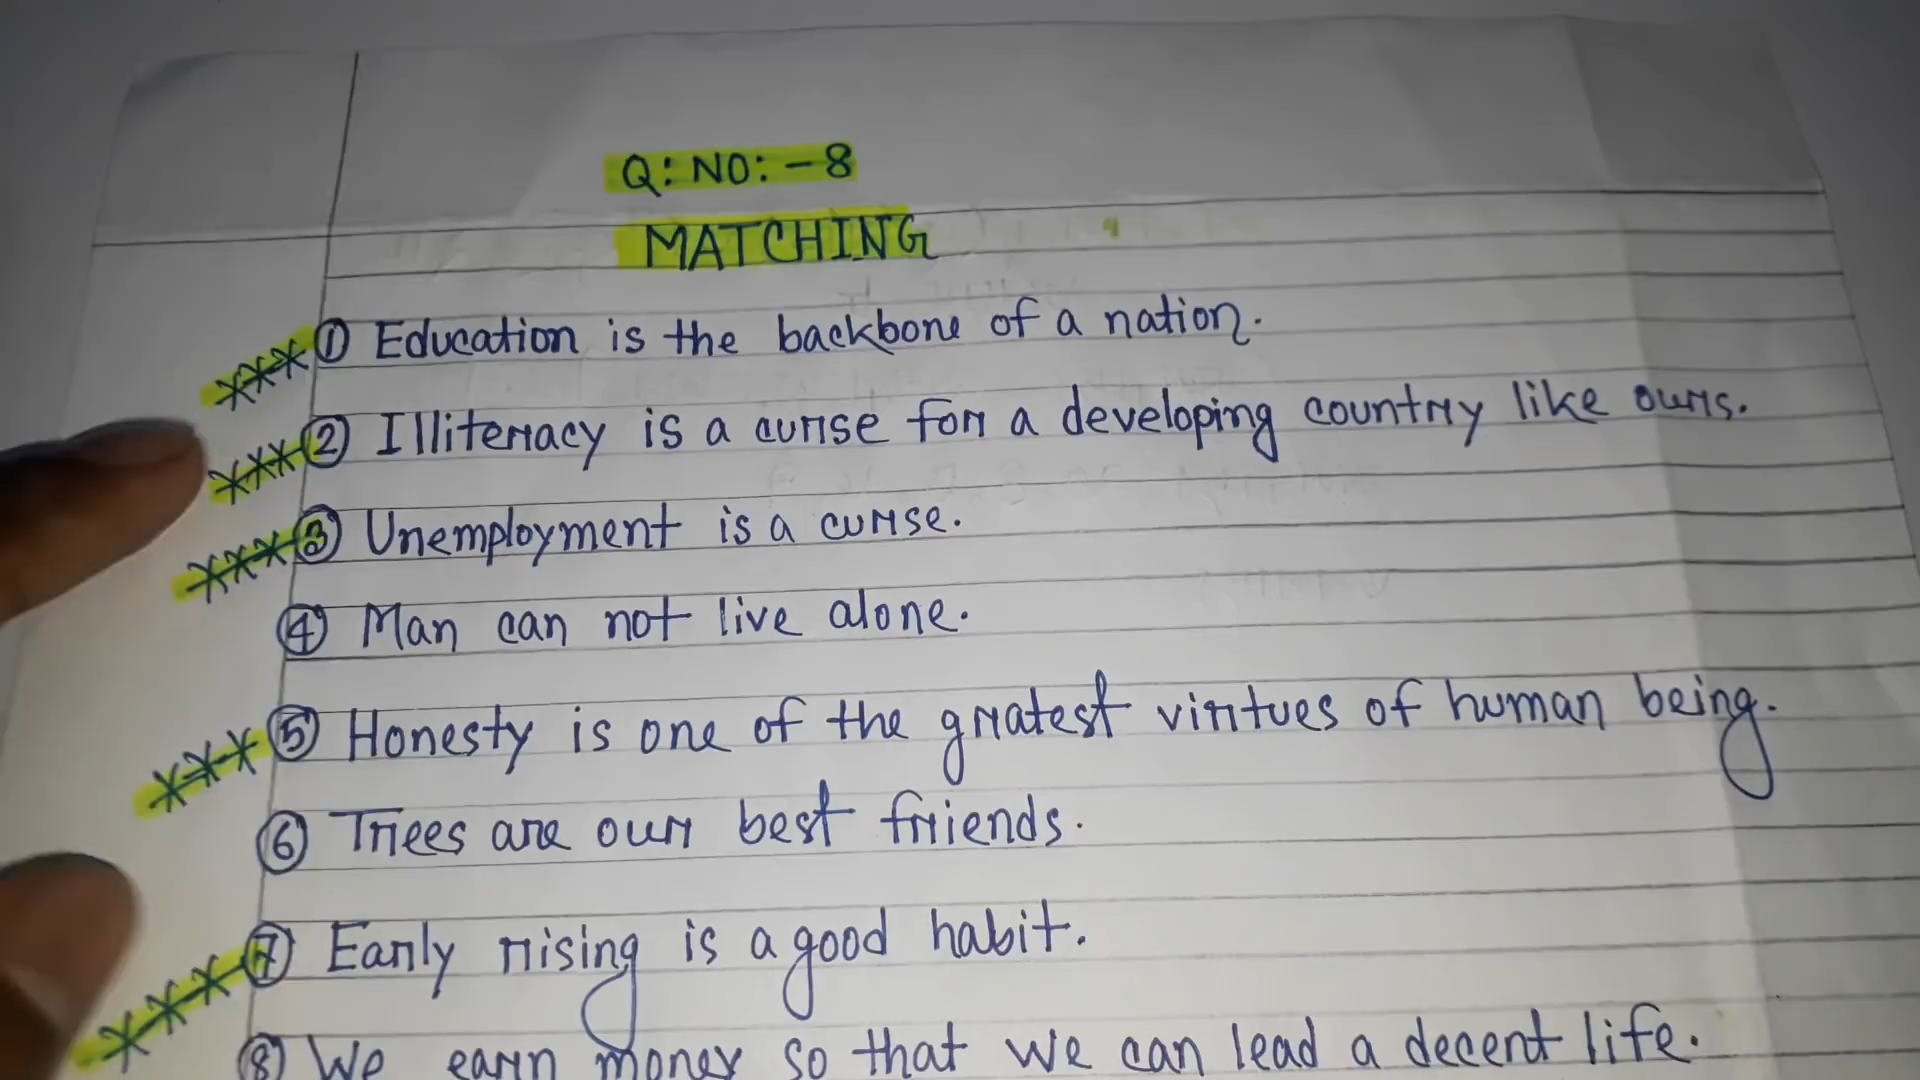 Q: NO: - 8
MATCHING
*** ① Education is the backbone of a nation.
*** ② Illiteracy is a curse for a developing country like ours.
*** ③ Unemployment is a curse.
④ Man can not live alone.
*** ⑤ Honesty is one of the gratest virtues of human being.
⑥ Trees are our best friends.
*** ⑦ Early rising is a good habit.
⑧ We earn money so that we can lead a decent life.